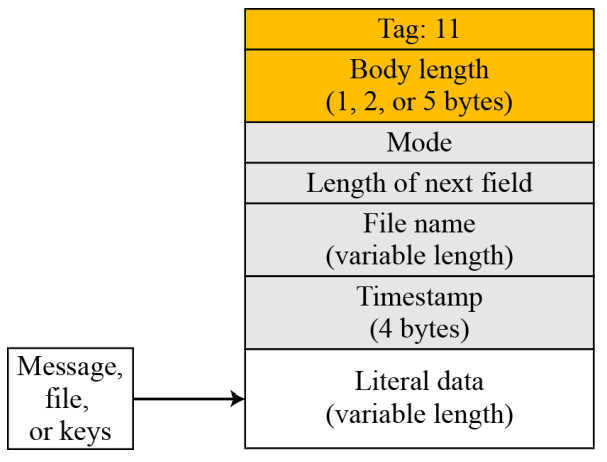 Tag: 11
Body length
(1, 2, or 5 bytes)
Mode
Length of next field
File name
(variable length)
Timestamp
(4 bytes)
Message,
file,
or keys
Literal data
(variable length)